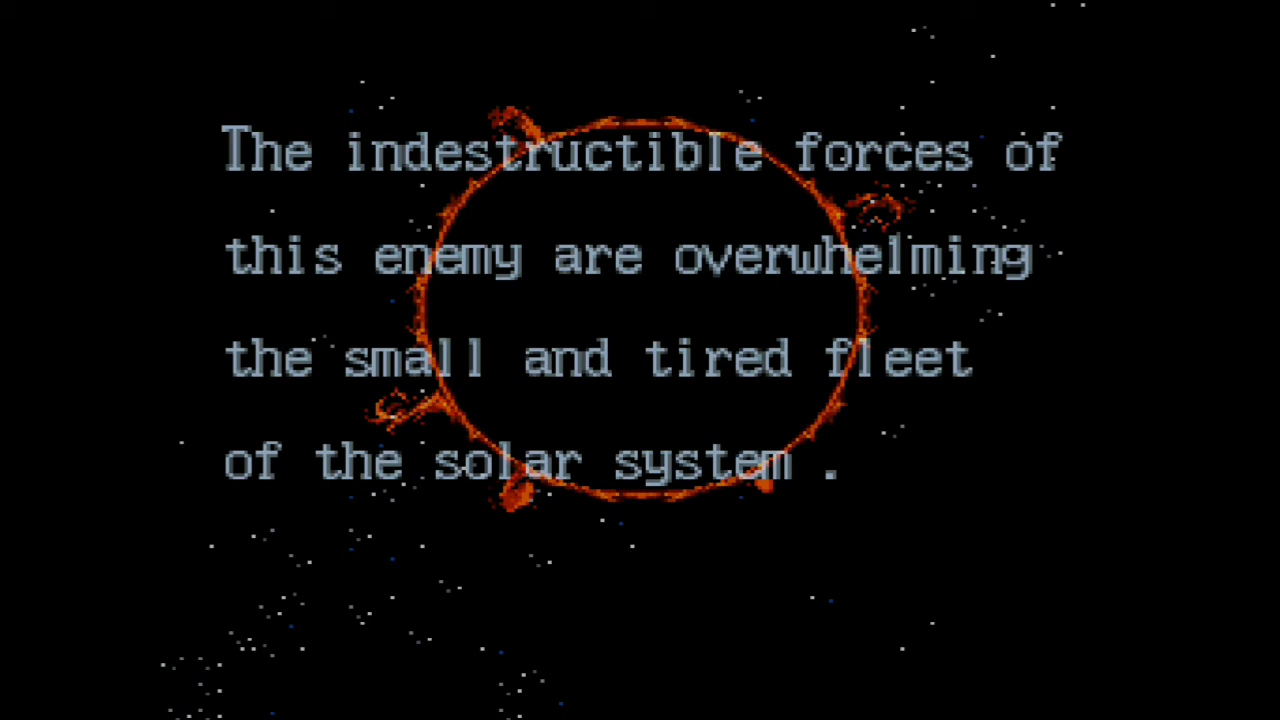 The indestructible forces of
this enemy are overwhelming
the small and tired fleet
of the solar system .